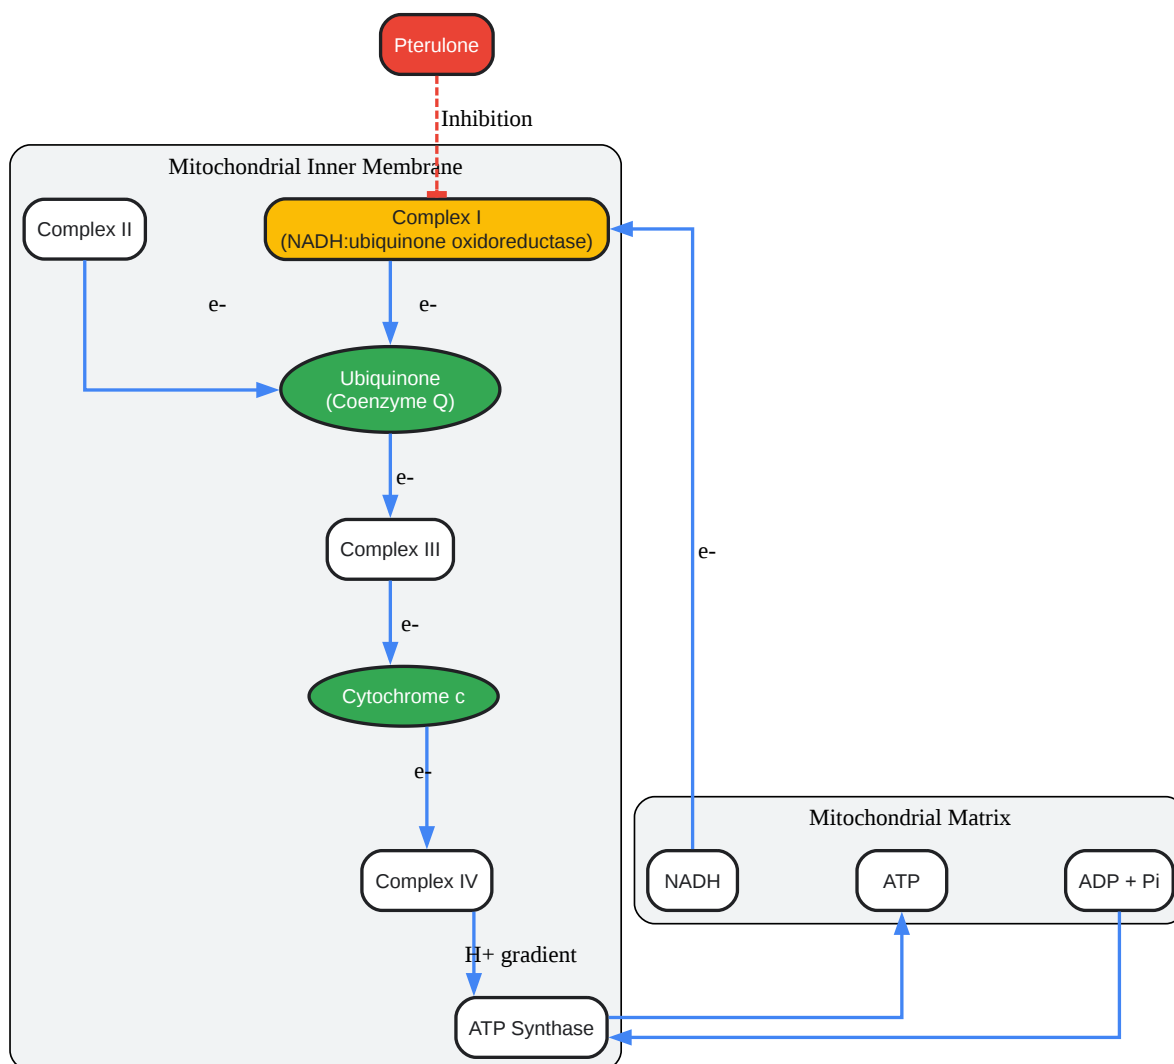 Pterulone
Inhibition
Mitochondrial Inner Membrane
Complex II
Complex I
(NADH:ubiquinone oxidoreductase)
e-
e-
Ubiquinone
(Coenzyme Q)
e-
Complex III
e-
e-
Cytochrome c
e-
Mitochondrial Matrix
Complex IV
NADH
ATP
ADP + Pi
H+ gradient
ATP Synthase